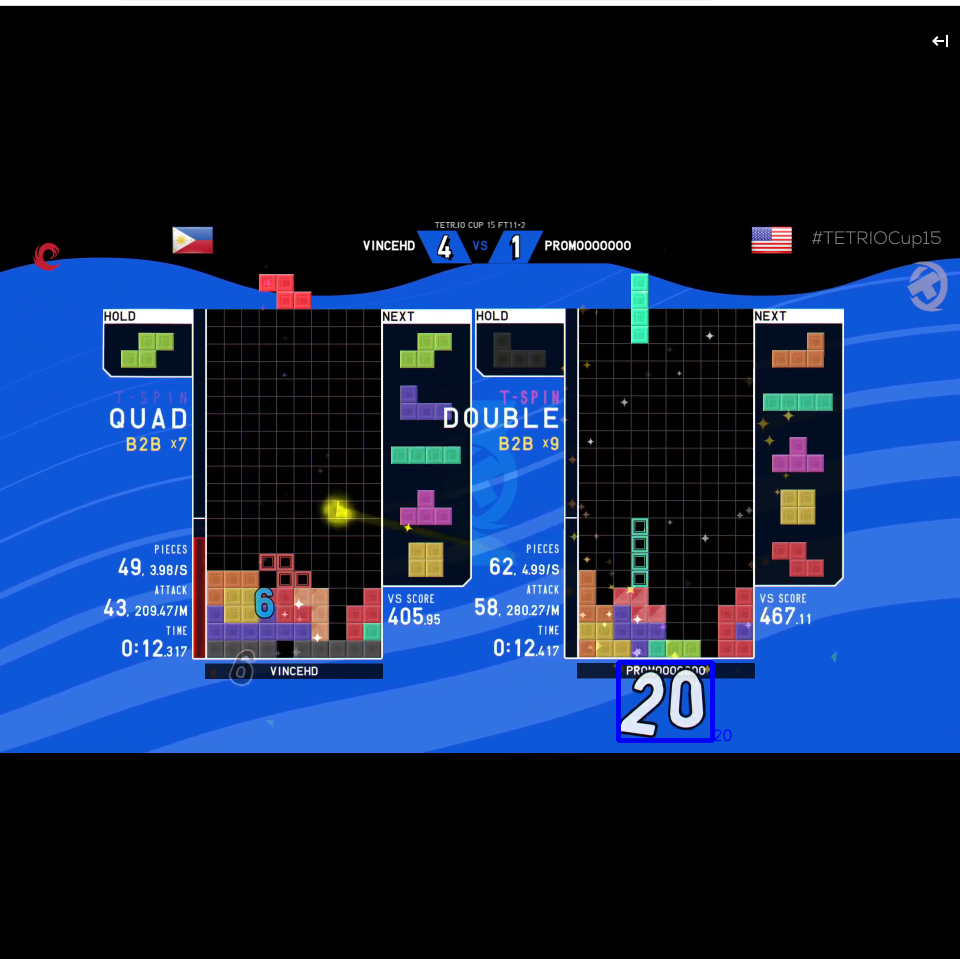 TETR.IO CUP 15 FT11-2
VINCEHD 4 VS 1 PROMOOOOOOO
#TETRIOCup15
HOLD
NEXT
T-SPIN
QUAD
B2B x7
PIECES
49, 3.98/S
ATTACK
43, 209.47/M
TIME
0:12.317
6
6
VS SCORE
405.95
VINCEHD
HOLD
NEXT
T-SPIN
DOUBLE
B2B x9
PIECES
62, 4.99/S
ATTACK
58, 280.27/M
TIME
0:12.417
VS SCORE
467.11
PROMOOOOOOO
20
20